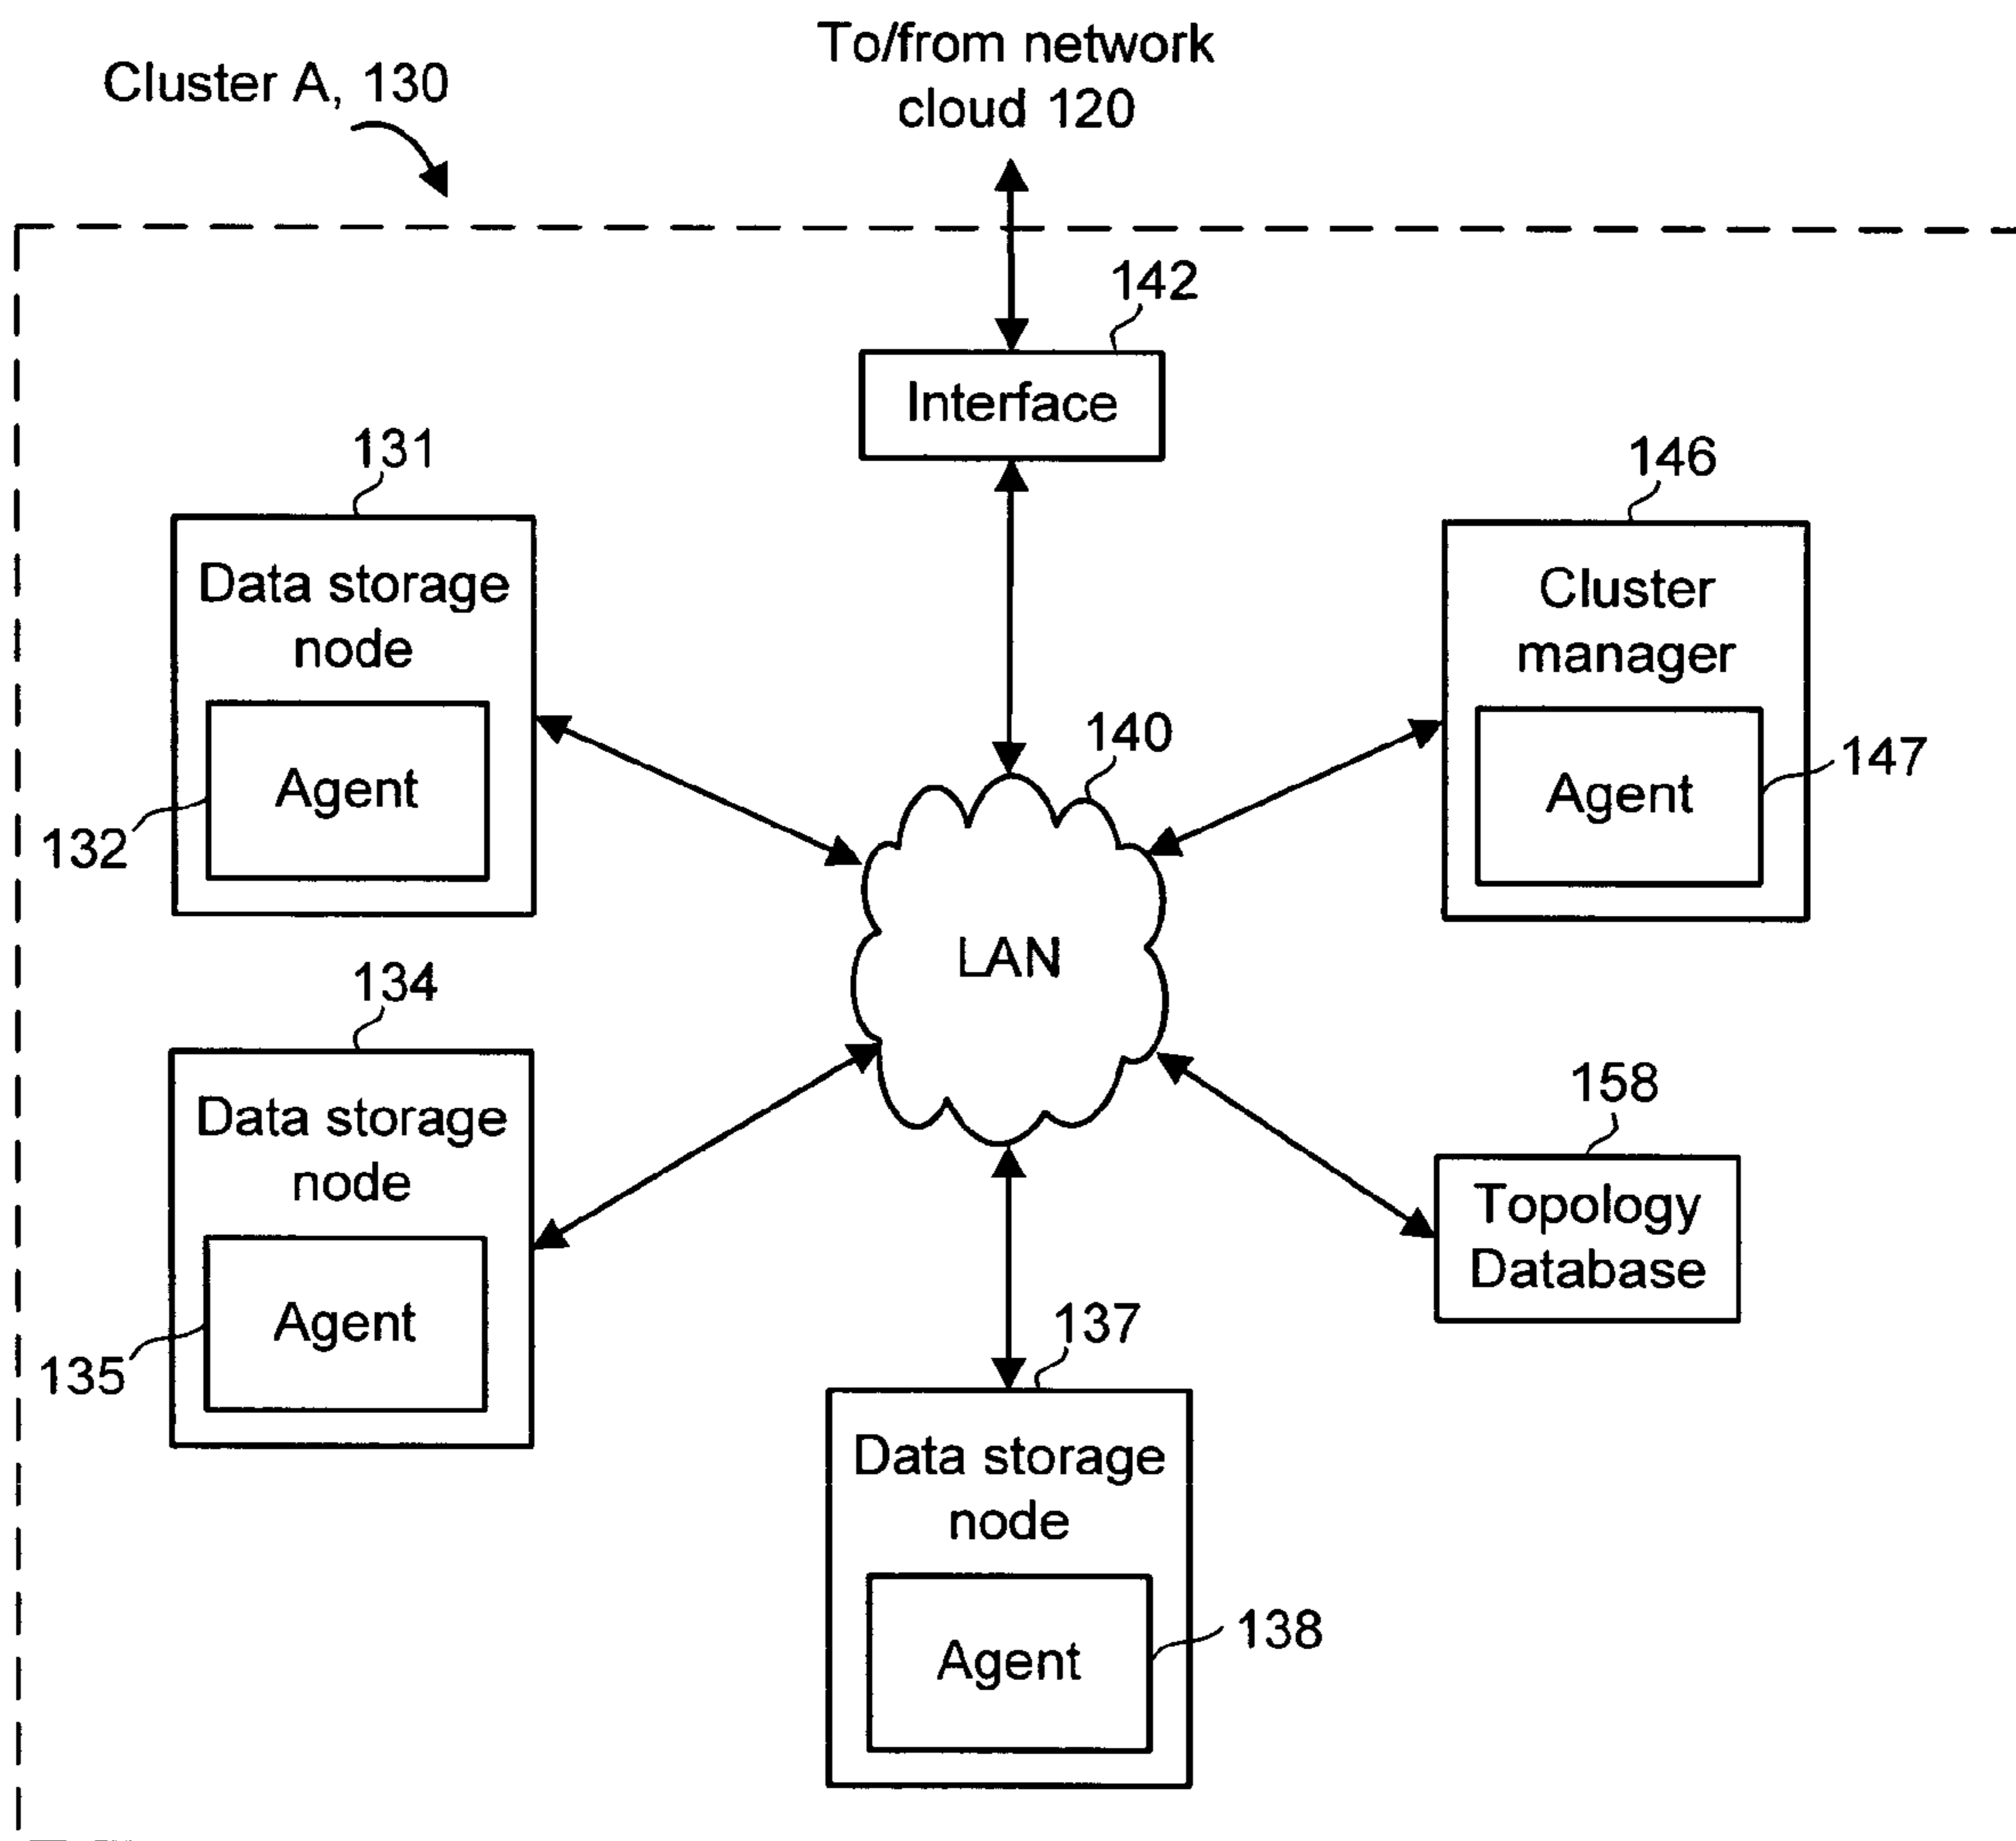 To/from network
cloud 120
Cluster A, 130
142
Interface
131
Data storage
node
Agent
132
146
Cluster
manager
Agent
147
140
LAN
134
Data storage
node
Agent
135
158
Topology
Database
137
Data storage
node
Agent
138